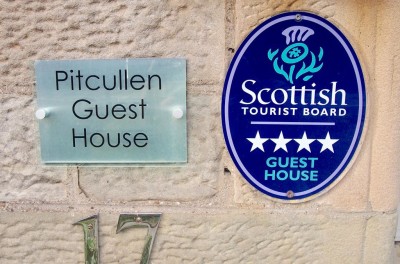 Pitcullen
Guest
House
Scottish
TOURIST BOARD
★★★★
GUEST
HOUSE
17